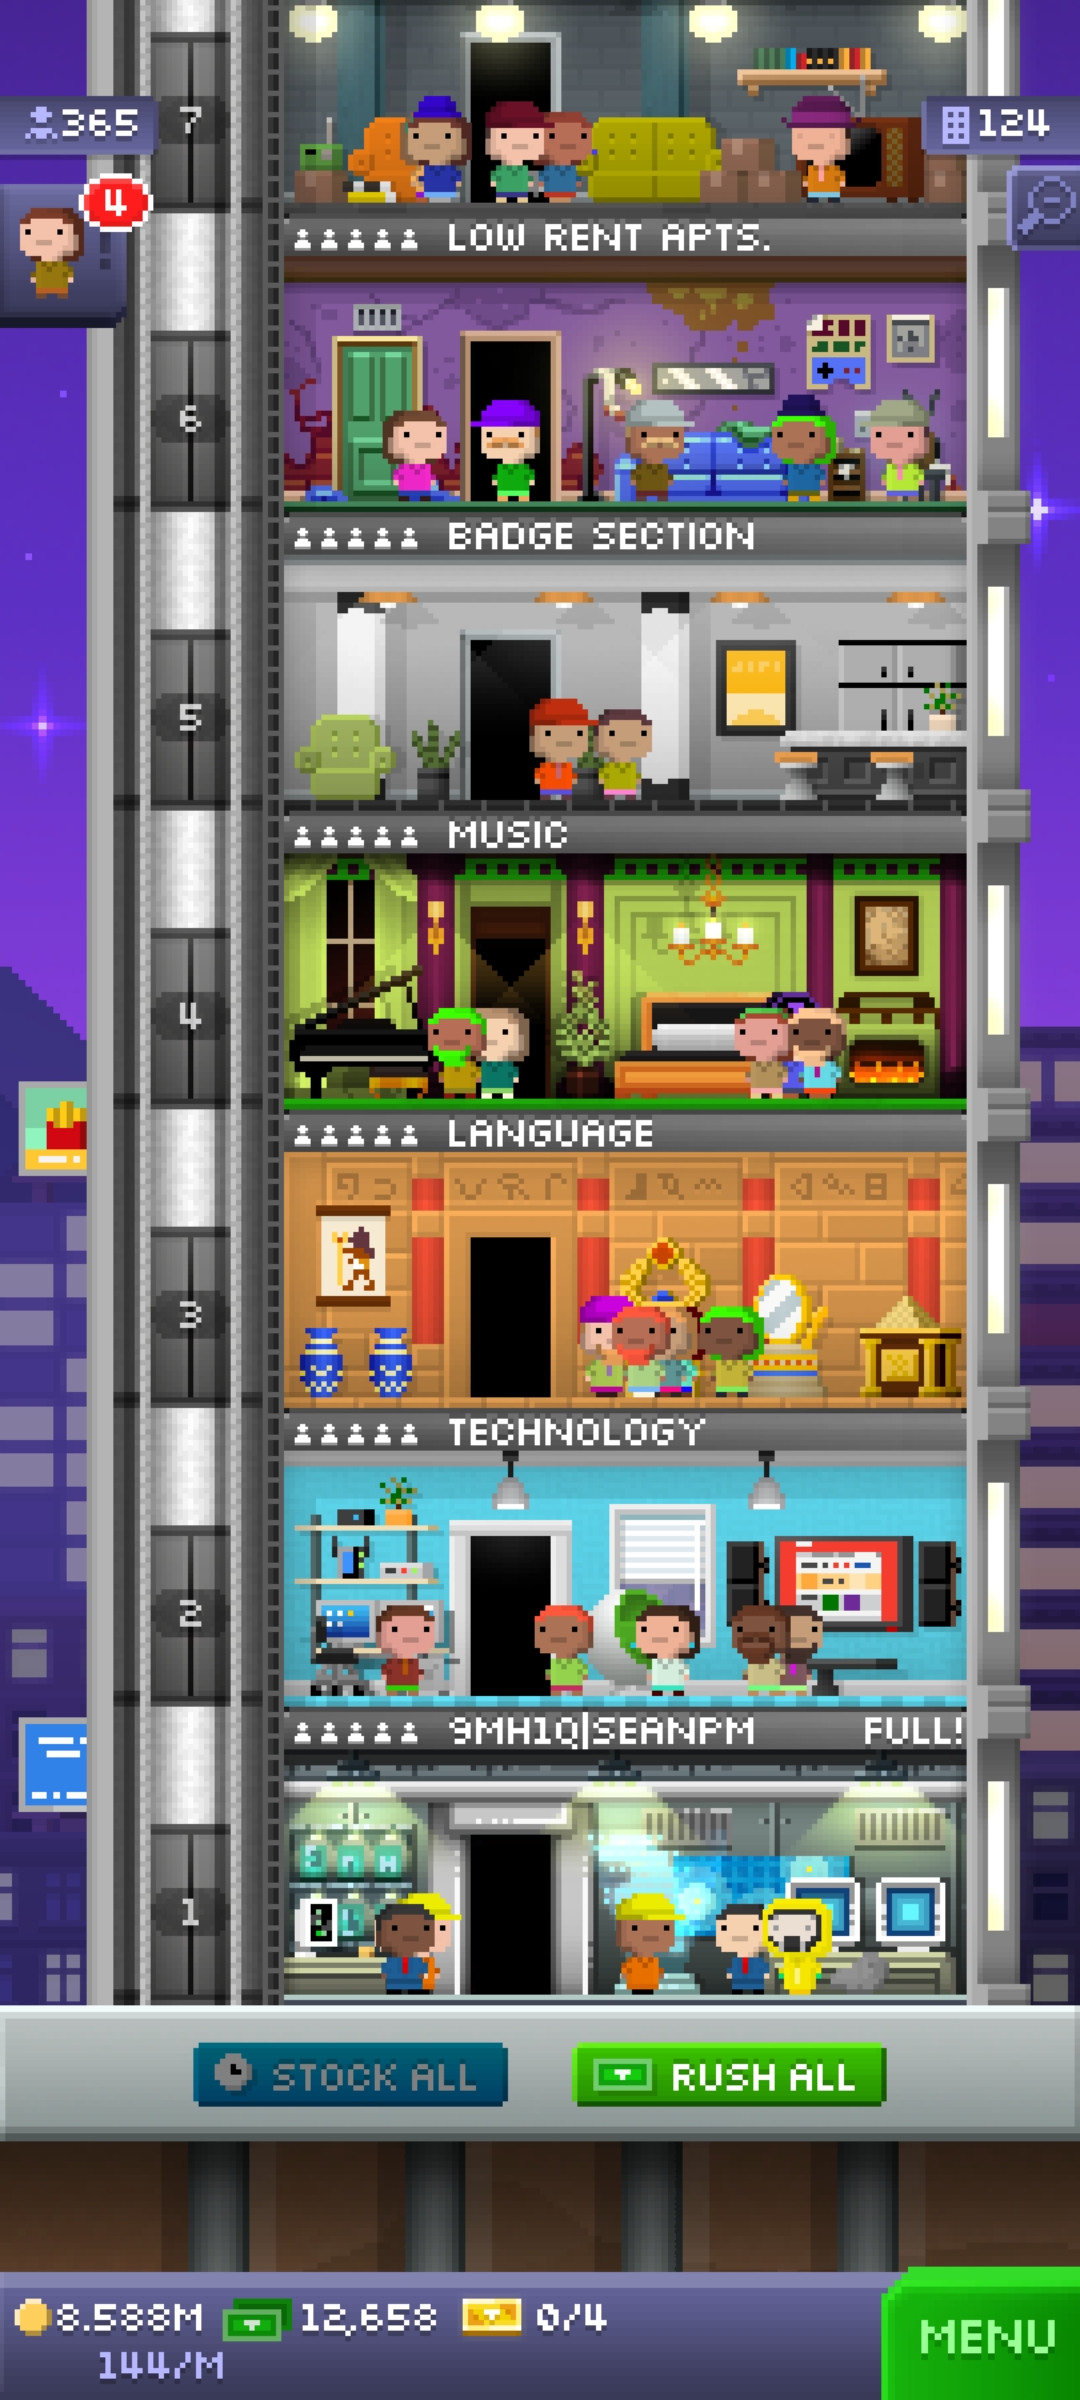 365
7
124
4
LOW RENT APTS.
6
BADGE SECTION
5
MUSIC
4
LANGUAGE
3
TECHNOLOGY
2
9MH1Q|SEANPM FULL!
1
STOCK ALL
RUSH ALL
8.588M 12,658 0/4
144/M
MENU